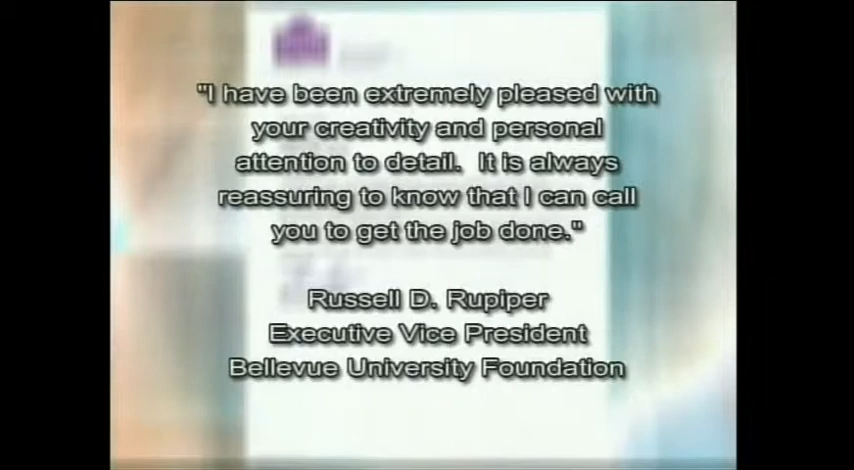 "I have been extremely pleased with
your creativity and personal
attention to detail.  It is always
reassuring to know that I can call
you to get the job done."
Russell D. Rupiper
Executive Vice President
Bellevue University Foundation